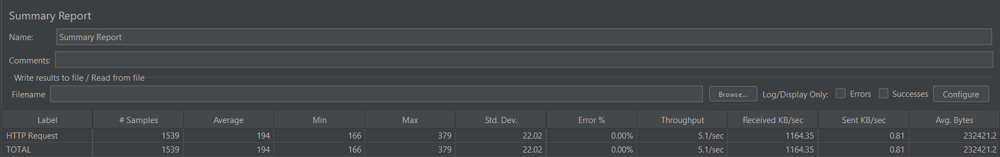 Summary Report
Name: Summary Report
Comments:
Write results to file / Read from file
Filename Browse... Log/Display Only: Errors Successes Configure
Label # Samples Average Min Max Std. Dev. Error % Throughput Received KB/sec Sent KB/sec Avg. Bytes
HTTP Request 1539 194 166 379 22.02 0.00% 5.1/sec 1164.35 0.81 232421.2
TOTAL 1539 194 166 379 22.02 0.00% 5.1/sec 1164.35 0.81 232421.2